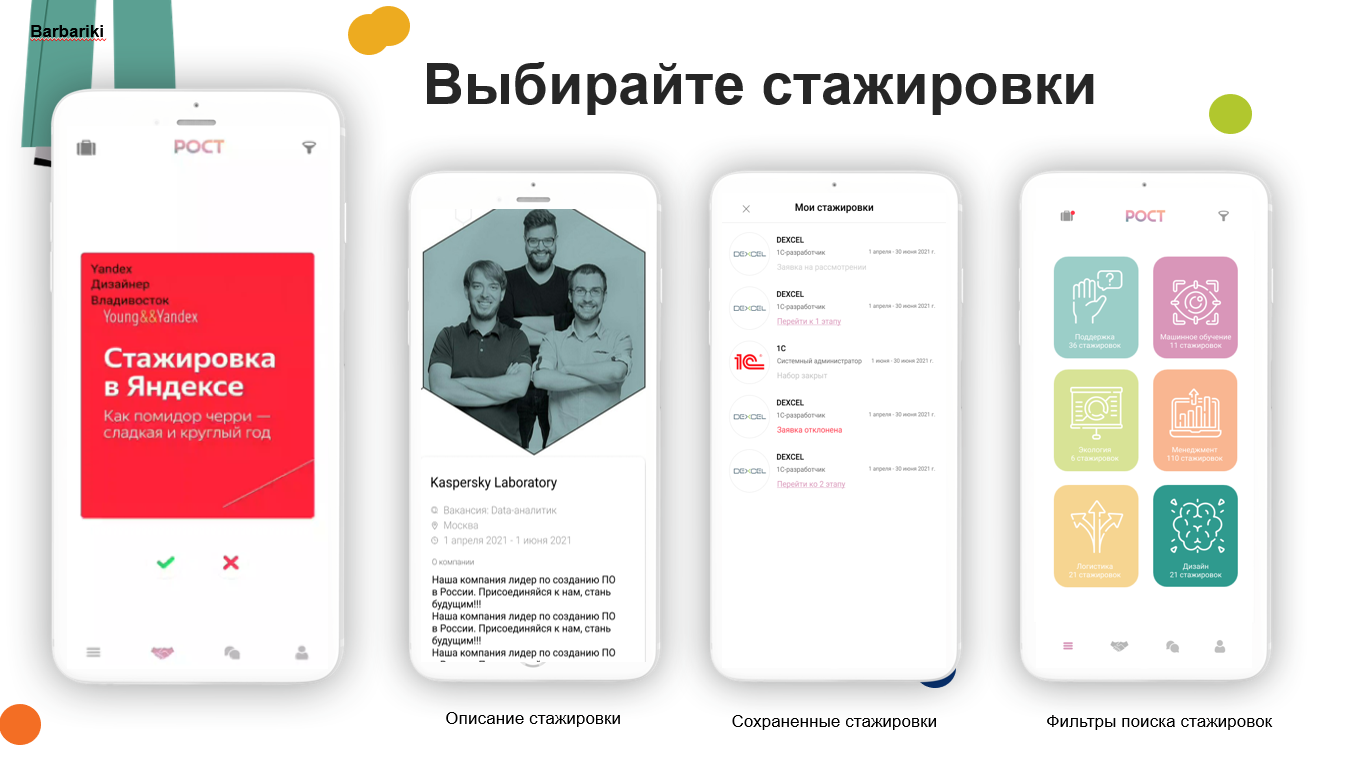 Barbariki
Выбирайте стажировки
РОСТ
Yandex
Дизайнер
Владивосток
Young&&Yandex
Стажировка
в Яндексе
Как помидор черри —
сладкая и круглый год
Kaspersky Laboratory
Вакансия: Data-аналитик
Москва
1 апреля 2021 - 1 июня 2021
О компании
Наша компания лидер по созданию ПО
в России. Присоединяйся к нам, стань
будущим!!!
Наша компания лидер по созданию ПО
в России. Присоединяйся к нам, стань
будущим!!!
Наша компания лидер по созданию ПО
Описание стажировки
Мои стажировки
DEXCEL
DEXCEL
1С-разработчик
1 апреля - 30 июня 2021 г.
Заявка на рассмотрении
DEXCEL
DEXCEL
1С-разработчик
1 апреля - 30 июня 2021 г.
Перейти к 1 этапу
1С
1С
Системный администратор
1 июня - 30 июня 2021 г.
Набор закрыт
DEXCEL
DEXCEL
1С-разработчик
1 апреля - 30 июня 2021 г.
Заявка отклонена
DEXCEL
DEXCEL
1С-разработчик
1 апреля - 30 июня 2021 г.
Перейти ко 2 этапу
Сохраненные стажировки
РОСТ
Поддержка
36 стажировок
Машинное обучение
11 стажировок
Экология
6 стажировок
Менеджмент
110 стажировок
Логистика
21 стажировок
Дизайн
21 стажировок
Фильтры поиска стажировок